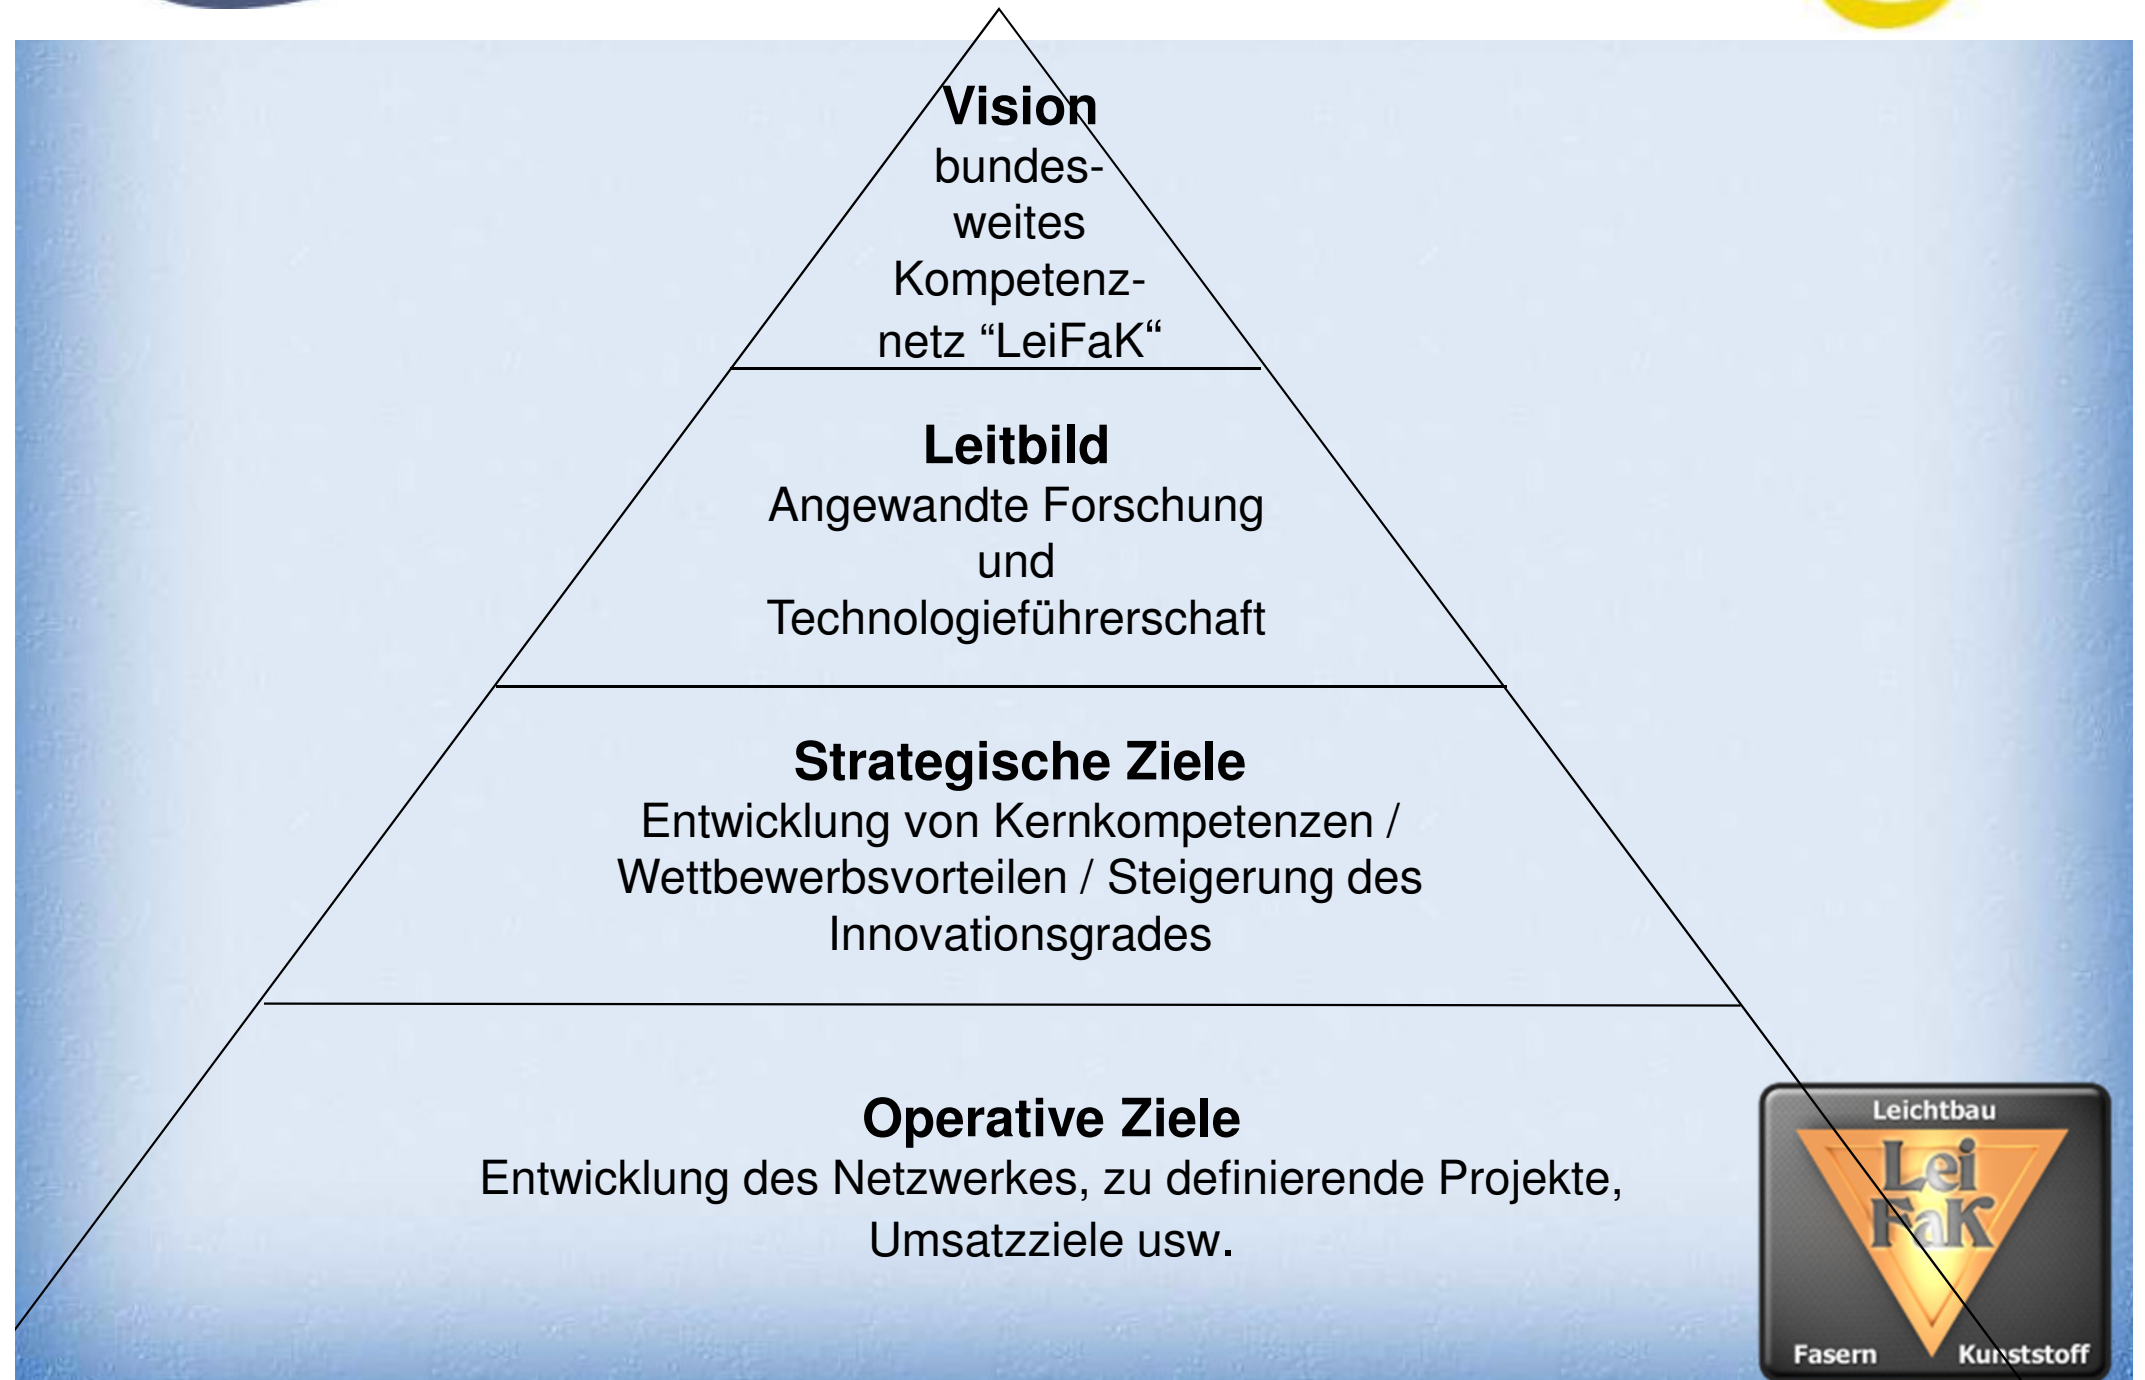 Vision
bundes-
weites
Kompetenz-
netz “LeiFaK“
Leitbild
Angewandte Forschung
und
Technologieführerschaft
Strategische Ziele
Entwicklung von Kernkompetenzen /
Wettbewerbsvorteilen / Steigerung des
Innovationsgrades
Operative Ziele
Entwicklung des Netzwerkes, zu definierende Projekte,
Umsatzziele usw.
Leichtbau
Lei
FaK
Fasern
Kunststoff